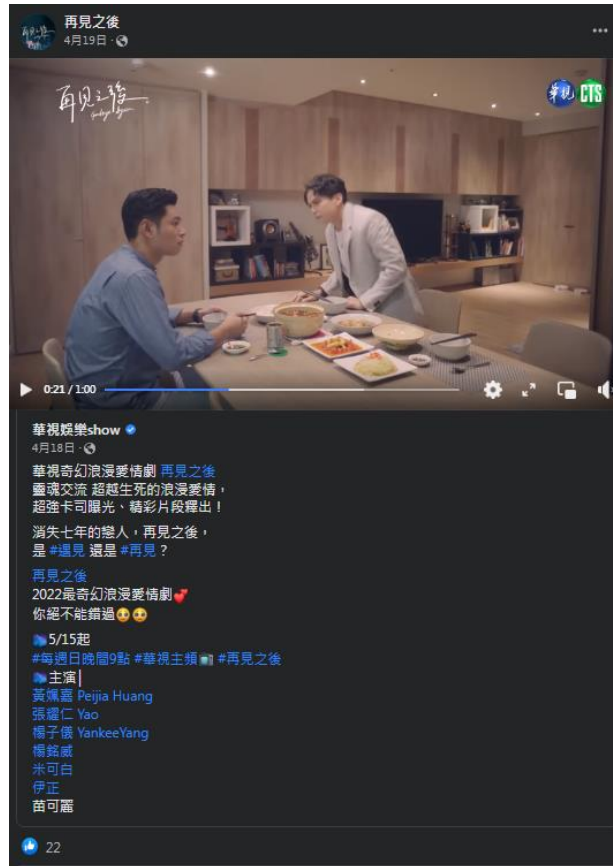 再見之後
4月19日
再見之後
華視 CTS
0:21 / 1:00
華視娛樂show
4月18日
華視奇幻浪漫愛情劇 再見之後
靈魂交流 超越生死的浪漫愛情，
超強卡司曝光、精彩片段釋出！
消失七年的戀人，再見之後，
是 #遇見 還是 #再見？
再見之後
2022最奇幻浪漫愛情劇💕
你絕不能錯過🥺🥺
5/15起
#每週日晚間9點 #華視主頻📺 #再見之後
主演|
黃姵嘉 Peijia Huang
張耀仁 Yao
楊子儀 YankeeYang
楊銘威
米可白
伊正
苗可麗
22